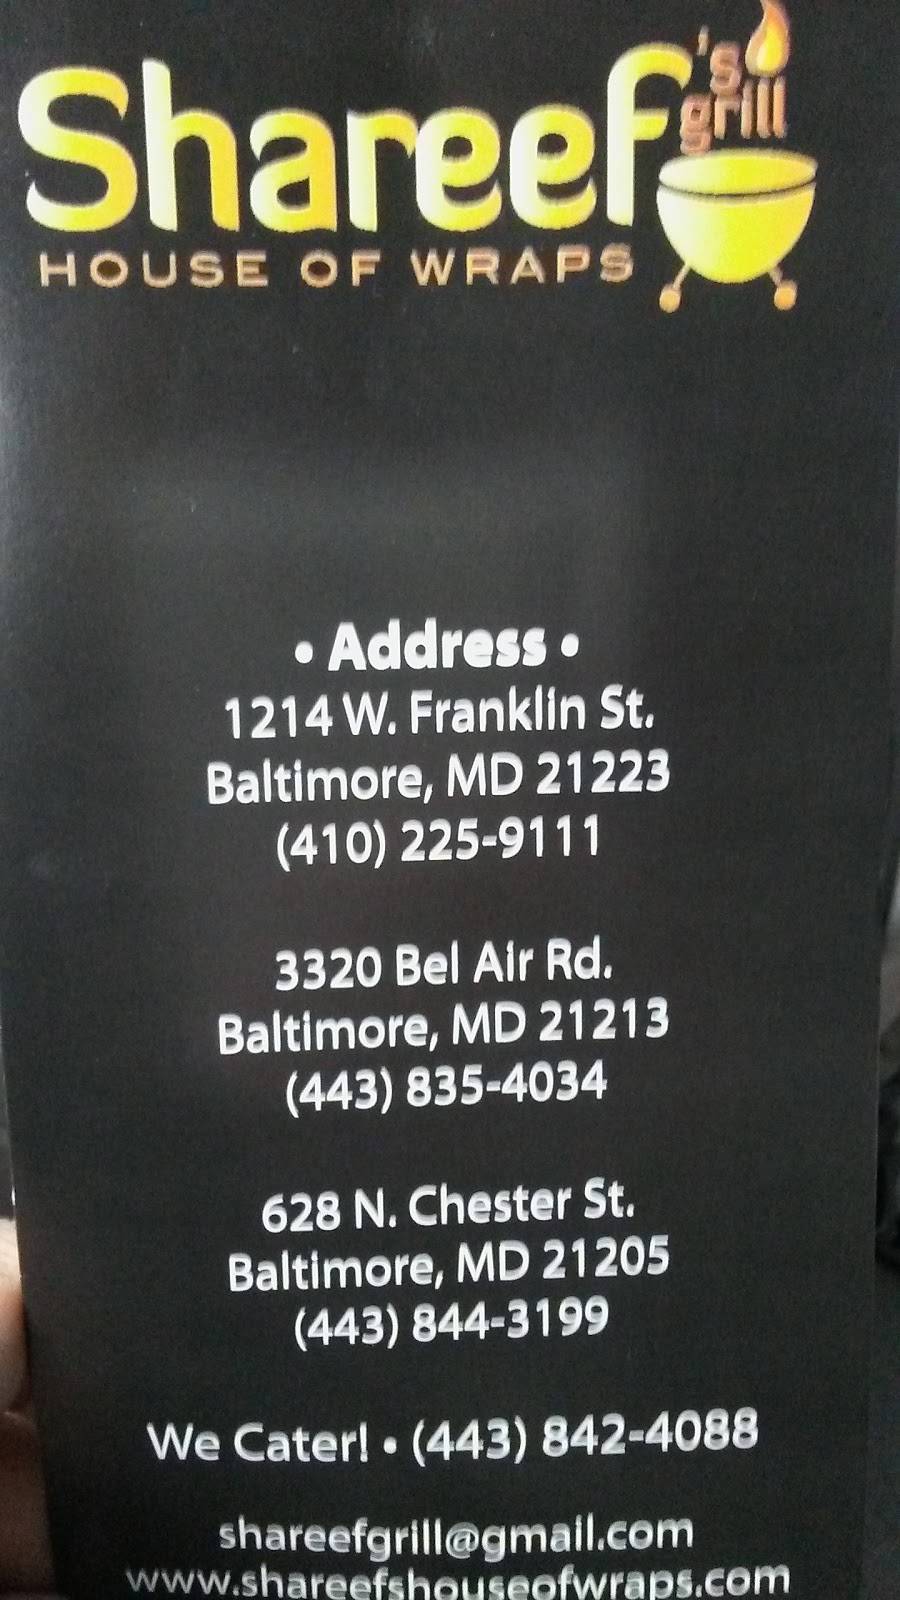 Shareef's grill
HOUSE OF WRAPS
• Address •
1214 W. Franklin St.
Baltimore, MD 21223
(410) 225-9111
3320 Bel Air Rd.
Baltimore, MD 21213
(443) 835-4034
628 N. Chester St.
Baltimore, MD 21205
(443) 844-3199
We Cater! • (443) 842-4088
shareefgrill@gmail.com
www.shareefshouseofwraps.com